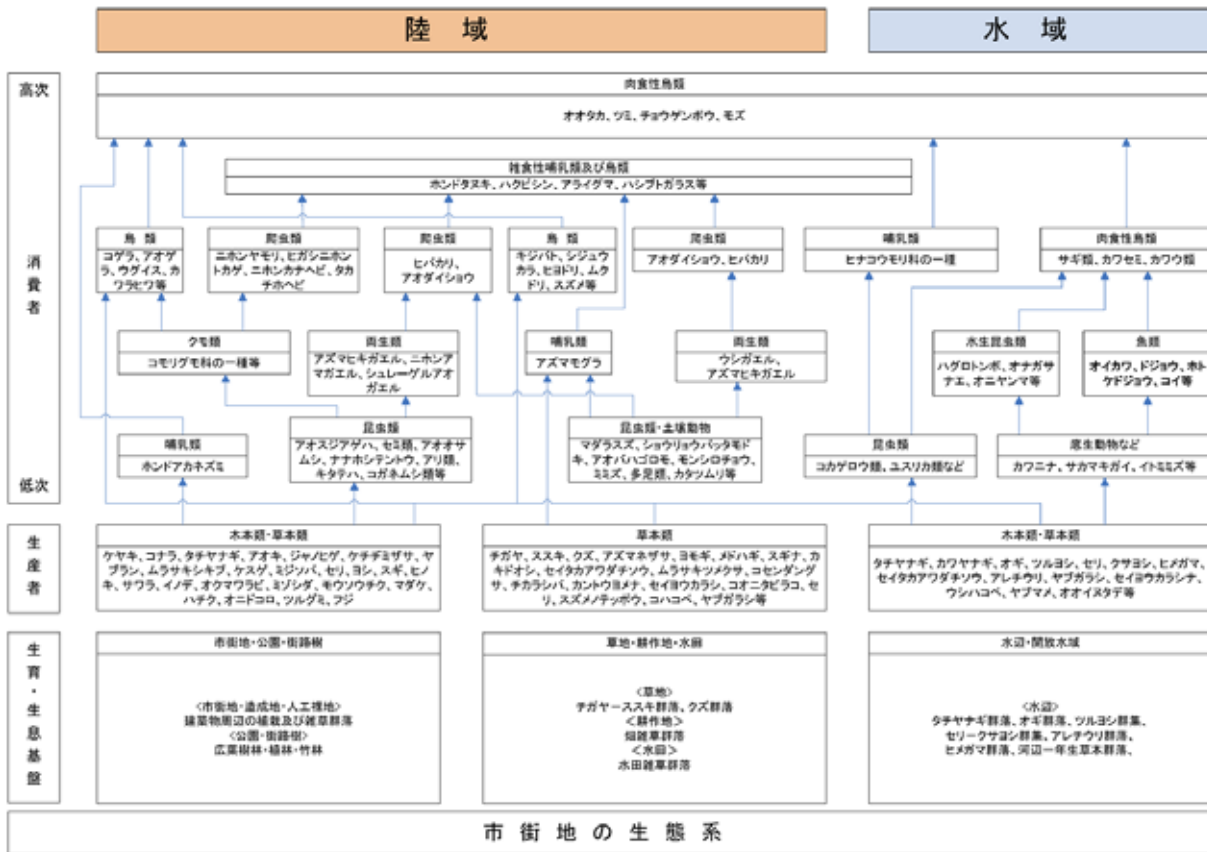 陸 域
水 域
高次
消費者
低次
肉食性鳥類
オオタカ、ツミ、チョウゲンボウ、モズ
雑食性哺乳類及び鳥類
ホンドタヌキ、ハクビシン、アライグマ、ハシブトガラス等
鳥 類
コゲラ、アオゲ
ラ、ウグイス、カ
ワラヒワ等
爬虫類
ニホンヤモリ、ヒガシニホン
トカゲ、ニホンカナヘビ、タカ
チホヘビ
爬虫類
ヒバカリ、
アオダイショウ
鳥 類
キジバト、シジュウ
カラ、ヒヨドリ、ムク
ドリ、スズメ等
爬虫類
アオダイショウ、ヒバカリ
哺乳類
ヒナコウモリ科の一種
肉食性鳥類
サギ類、カワセミ、カワウ類
クモ類
コモリグモ科の一種等
両生類
アズマヒキガエル、ニホンア
マガエル、シュレーゲルアオ
ガエル
哺乳類
アズマモグラ
両生類
ウシガエル、
アズマヒキガエル
水生昆虫類
ハグロトンボ、オナガサ
ナエ、オニヤンマ等
魚類
オイカワ、ドジョウ、ホト
ケドジョウ、コイ等
哺乳類
ホンドアカネズミ
昆虫類
アオスジアゲハ、セミ類、アオオサ
ムシ、ナナホシテントウ、アリ類、
キタテハ、コガネムシ類等
昆虫類・土壌動物
マダラスズ、ショウリョウバッタモド
キ、アオバハゴロモ、モンシロチョウ、
ミミズ、多足類、カタツムリ等
昆虫類
コカゲロウ類、ユスリカ類など
底生動物など
カワニナ、サカマキガイ、イトミミズ等
生産者
木本類・草本類
ケヤキ、コナラ、タチヤナギ、アオキ、ジャノヒゲ、ケチヂミザサ、ヤ
ブラン、ムラサキシキブ、ケスゲ、ミジツバ、セリ、ヨシ、スギ、ヒノ
キ、サワラ、イノデ、オクマワラビ、ミゾシダ、モウソウチク、マダケ、
ハチク、オニドコロ、ツルグミ、フジ
草本類
チガヤ、ススキ、クズ、アズマネザサ、ヨモギ、メドハギ、スギナ、カ
キドオシ、セイタカアワダチソウ、ムラサキツメクサ、コセンダング
サ、チカラシバ、カントウヨメナ、セイヨウカラシ、コオニタビラコ、セ
リ、スズメノテッポウ、コハコベ、ヤブガラシ等
木本類・草本類
タチヤナギ、カワヤナギ、オギ、ツルヨシ、セリ、クサヨシ、ヒメガマ、
セイタカアワダチソウ、アレチウリ、ヤブガラシ、セイヨウカラシナ、
ウシハコベ、ヤブマメ、オオイヌタデ等
生育・生息基盤
市街地・公園・街路樹
〈市街地・造成地・人工裸地〉
建築物周辺の植栽及び雑草群落
〈公園・街路樹〉
広葉樹林・植林・竹林
草地・耕作地・水田
〈草地〉
チガヤーススキ群落、クズ群落
〈耕作地〉
畑雑草群落
〈水田〉
水田雑草群落
水辺・開放水域
〈水辺〉
タチヤナギ群落、オギ群落、ツルヨシ群集、
セリークサヨシ群集、アレチウリ群落、
ヒメガマ群落、河辺一年生草本群落、
市 街 地 の 生 態 系